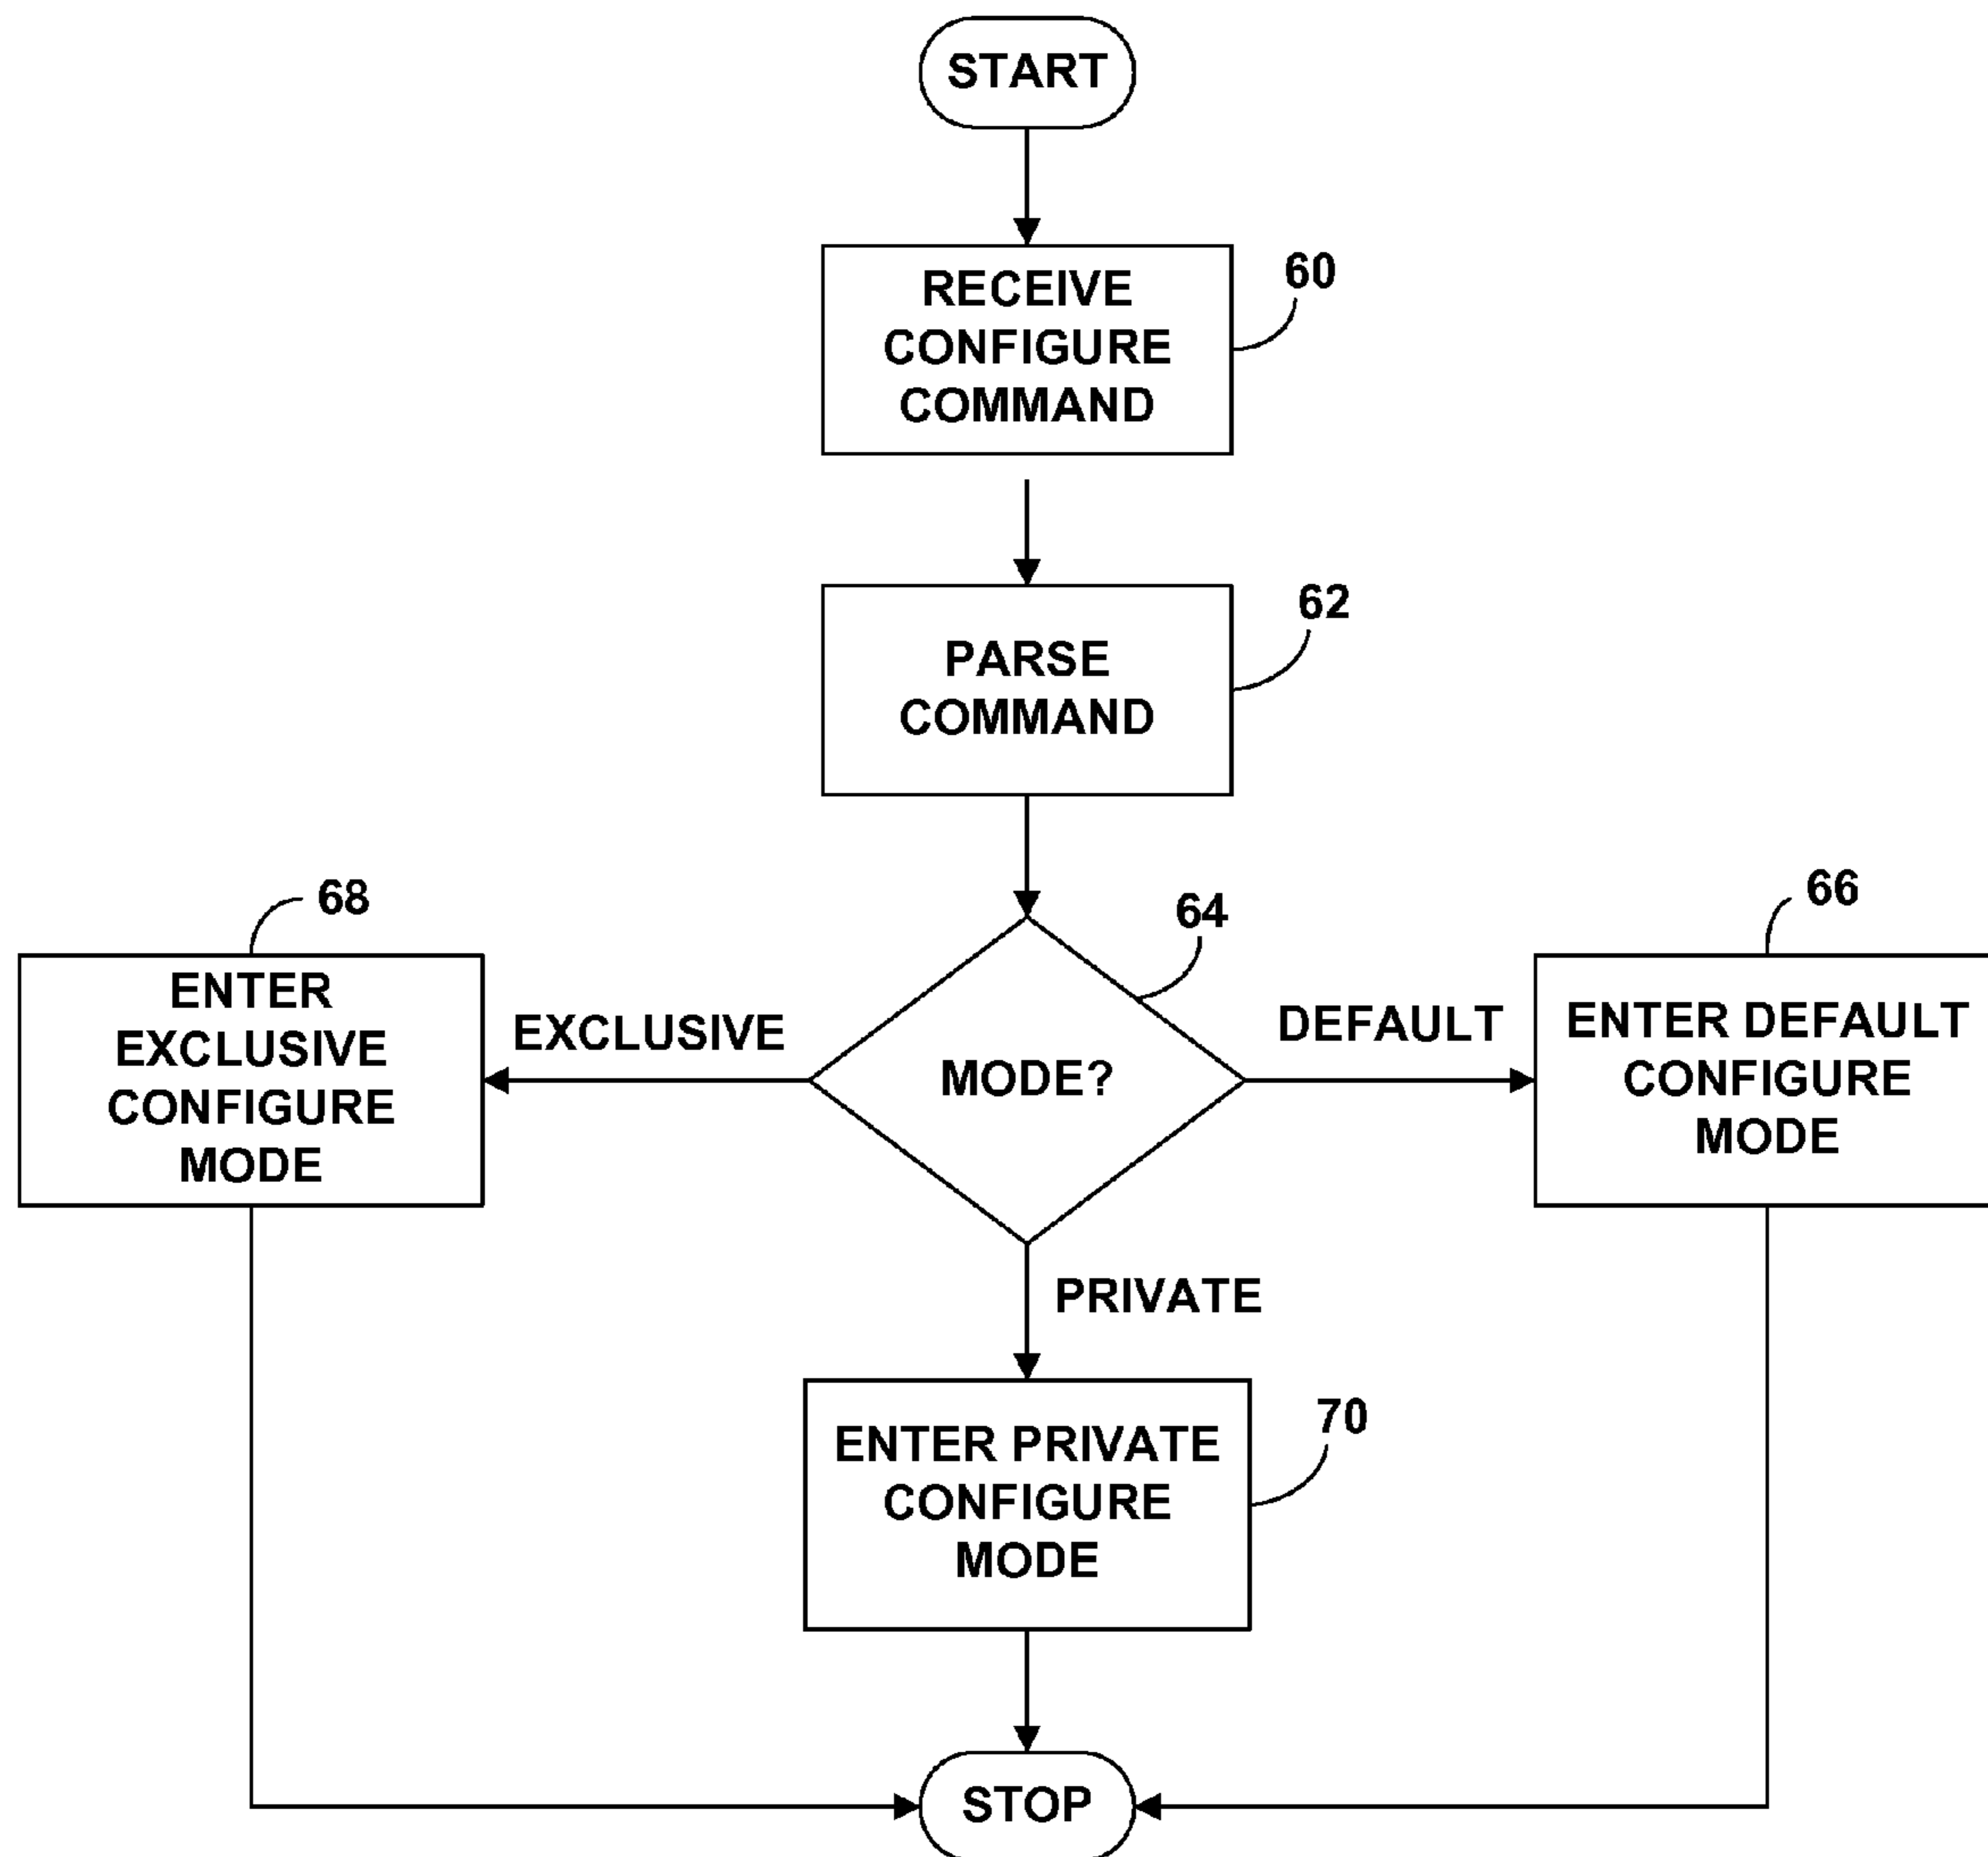 START
RECEIVE
CONFIGURE
COMMAND
60
PARSE
COMMAND
62
MODE?
64
EXCLUSIVE
DEFAULT
PRIVATE
ENTER
EXCLUSIVE
CONFIGURE
MODE
68
ENTER DEFAULT
CONFIGURE
MODE
66
ENTER PRIVATE
CONFIGURE
MODE
70
STOP